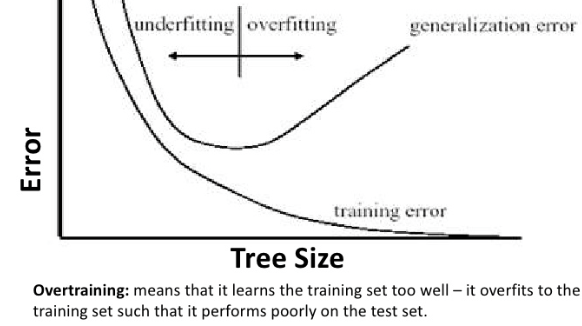 underfitting overfitting
generalization error
Error
training error
Tree Size
Overtraining: means that it learns the training set too well – it overfits to the
training set such that it performs poorly on the test set.